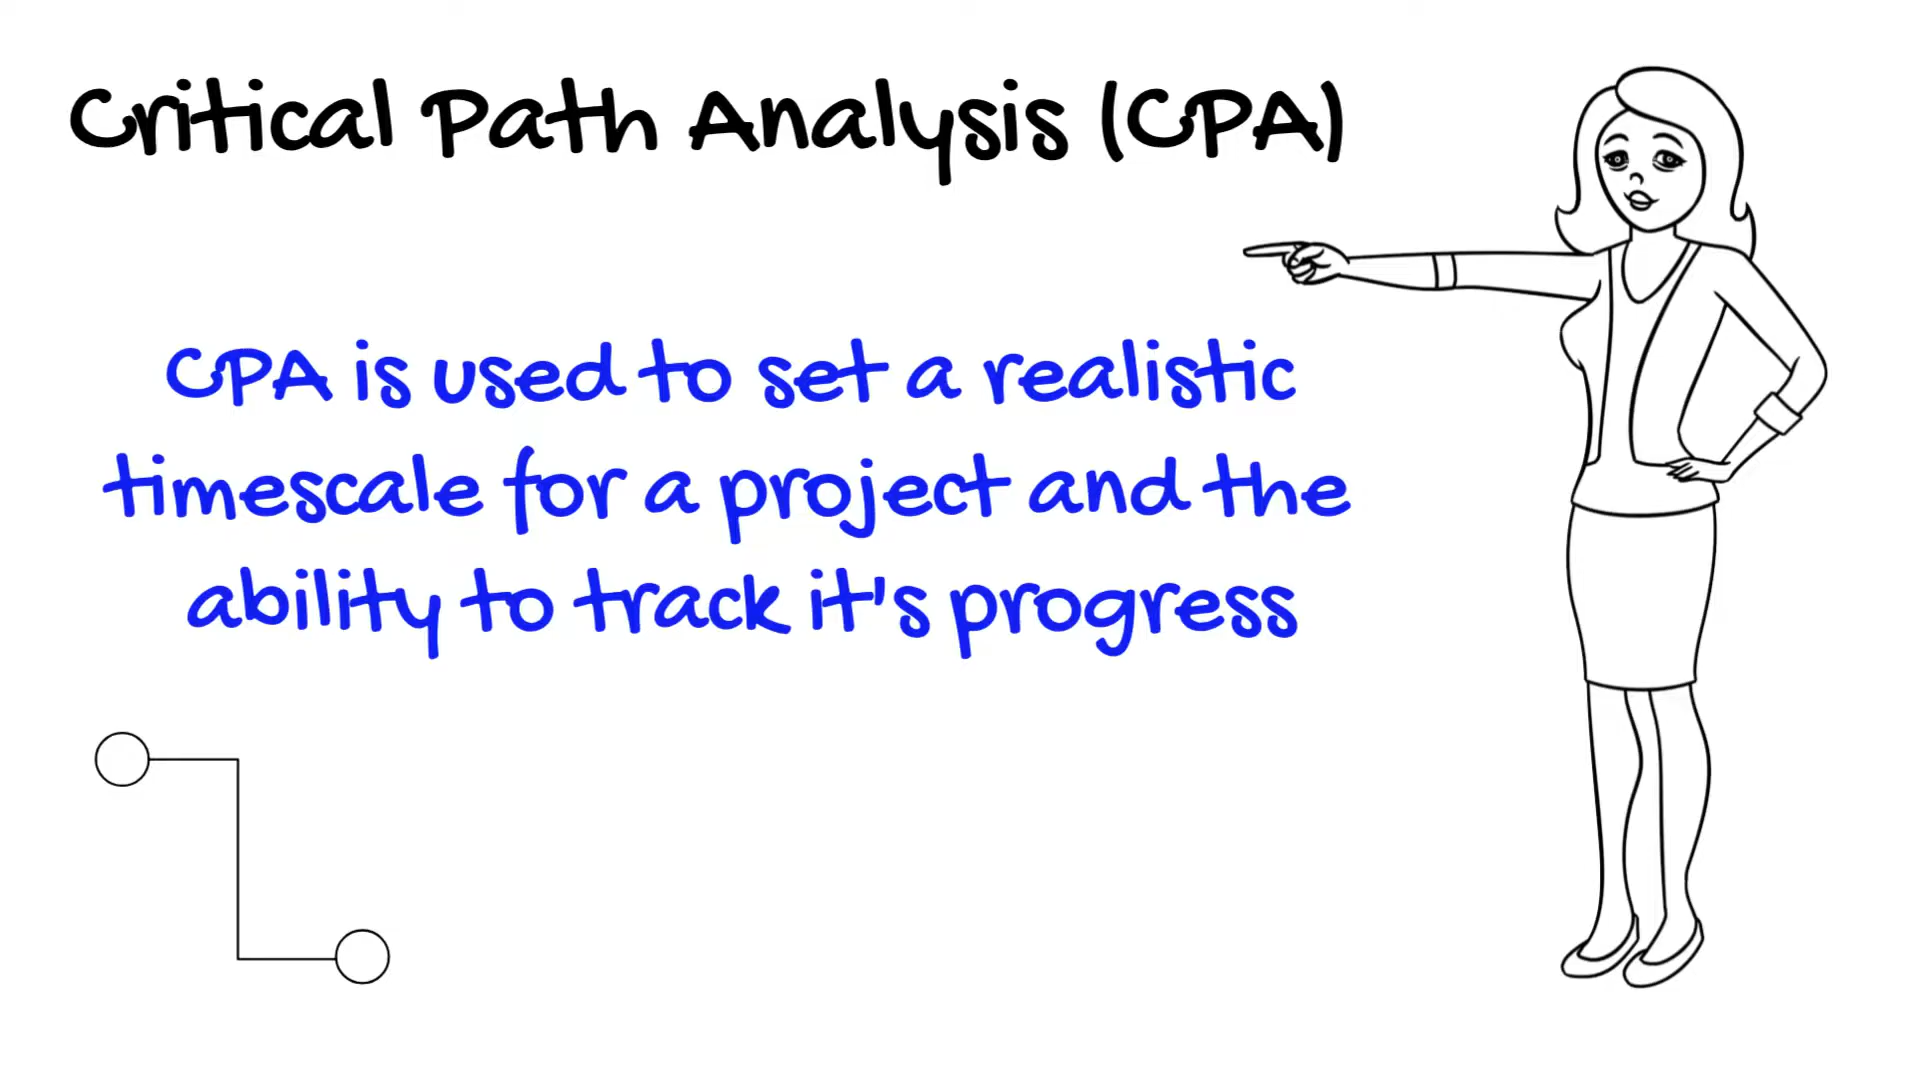 Critical Path Analysis (CPA)
CPA is used to set a realistic
timescale for a project and the
ability to track it's progress